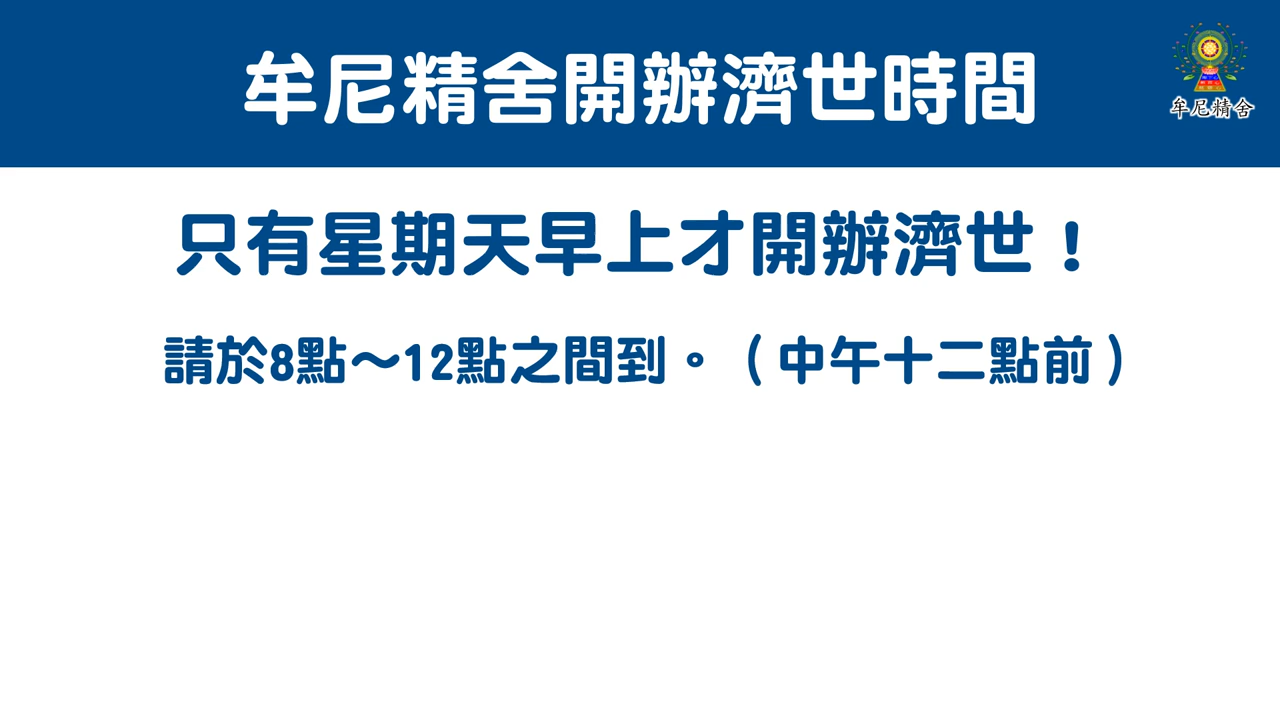 牟尼精舍開辦濟世時間
牟尼精舍
只有星期天早上才開辦濟世！
請於8點～12點之間到。（中午十二點前）